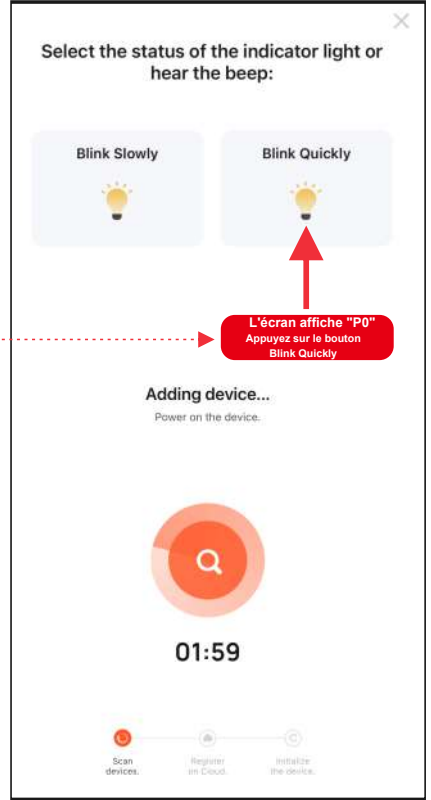 Select the status of the indicator light or
hear the beep:
Blink Slowly
Blink Quickly
L'écran affiche "P0"
Appuyez sur le bouton
Blink Quickly
Adding device...
Power on the device.
01:59
Scan
devices.
Register
on Cloud.
Initialize
the device.